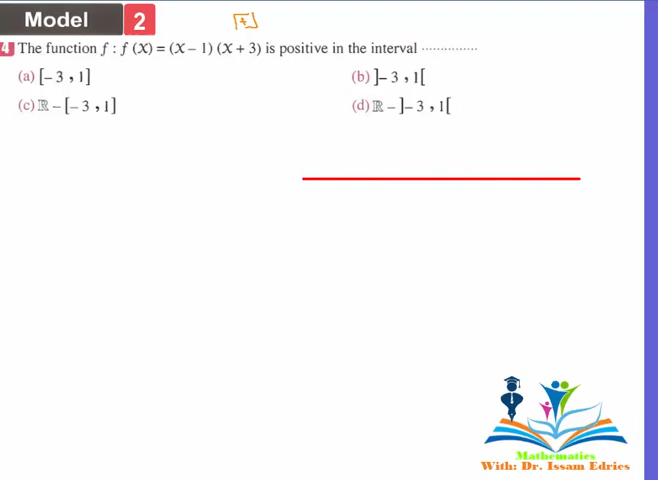 Model 2
[+]
4 The function f : f (X) = (X – 1) (X + 3) is positive in the interval ...............
(a) [– 3 , 1]
(b) ]– 3 , 1[
(c) ℝ – [– 3 , 1]
(d) ℝ – ]– 3 , 1[
Mathematics
With: Dr. Issam Edries